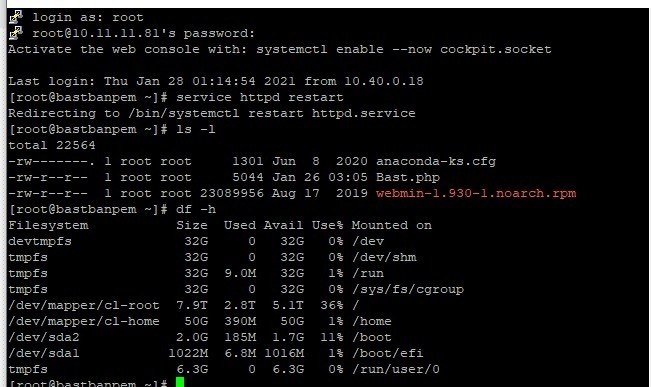 login as: root
root@10.11.11.81's password:
Activate the web console with: systemctl enable --now cockpit.socket
Last login: Thu Jan 28 01:14:54 2021 from 10.40.0.18
[root@bastbanpem ~]# service httpd restart
Redirecting to /bin/systemctl restart httpd.service
[root@bastbanpem ~]# ls -l
total 22564
-rw-------. 1 root root     1301 Jun  8  2020 anaconda-ks.cfg
-rw-r--r--  1 root root     5044 Jan 26 03:05 Bast.php
-rw-r--r--  1 root root 23089956 Aug 17  2019 webmin-1.930-1.noarch.rpm
[root@bastbanpem ~]# df -h
Filesystem           Size  Used Avail Use% Mounted on
devtmpfs              32G     0   32G   0% /dev
tmpfs                 32G     0   32G   0% /dev/shm
tmpfs                 32G  9.0M   32G   1% /run
tmpfs                 32G     0   32G   0% /sys/fs/cgroup
/dev/mapper/cl-root  7.9T  2.8T  5.1T  36% /
/dev/mapper/cl-home   50G  390M   50G   1% /home
/dev/sda2            2.0G  185M  1.7G  11% /boot
/dev/sda1           1022M  6.8M 1016M   1% /boot/efi
tmpfs                6.3G     0  6.3G   0% /run/user/0
[root@bastbanpem ~]#